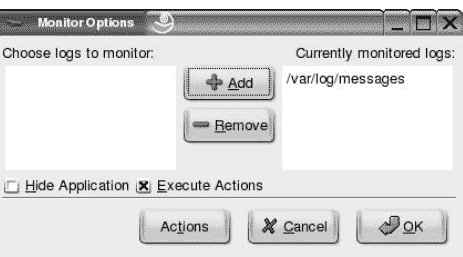 Monitor Options
Choose logs to monitor:
Currently monitored logs:
Add
/var/log/messages
Remove
Hide Application
Execute Actions
Actions
Cancel
OK